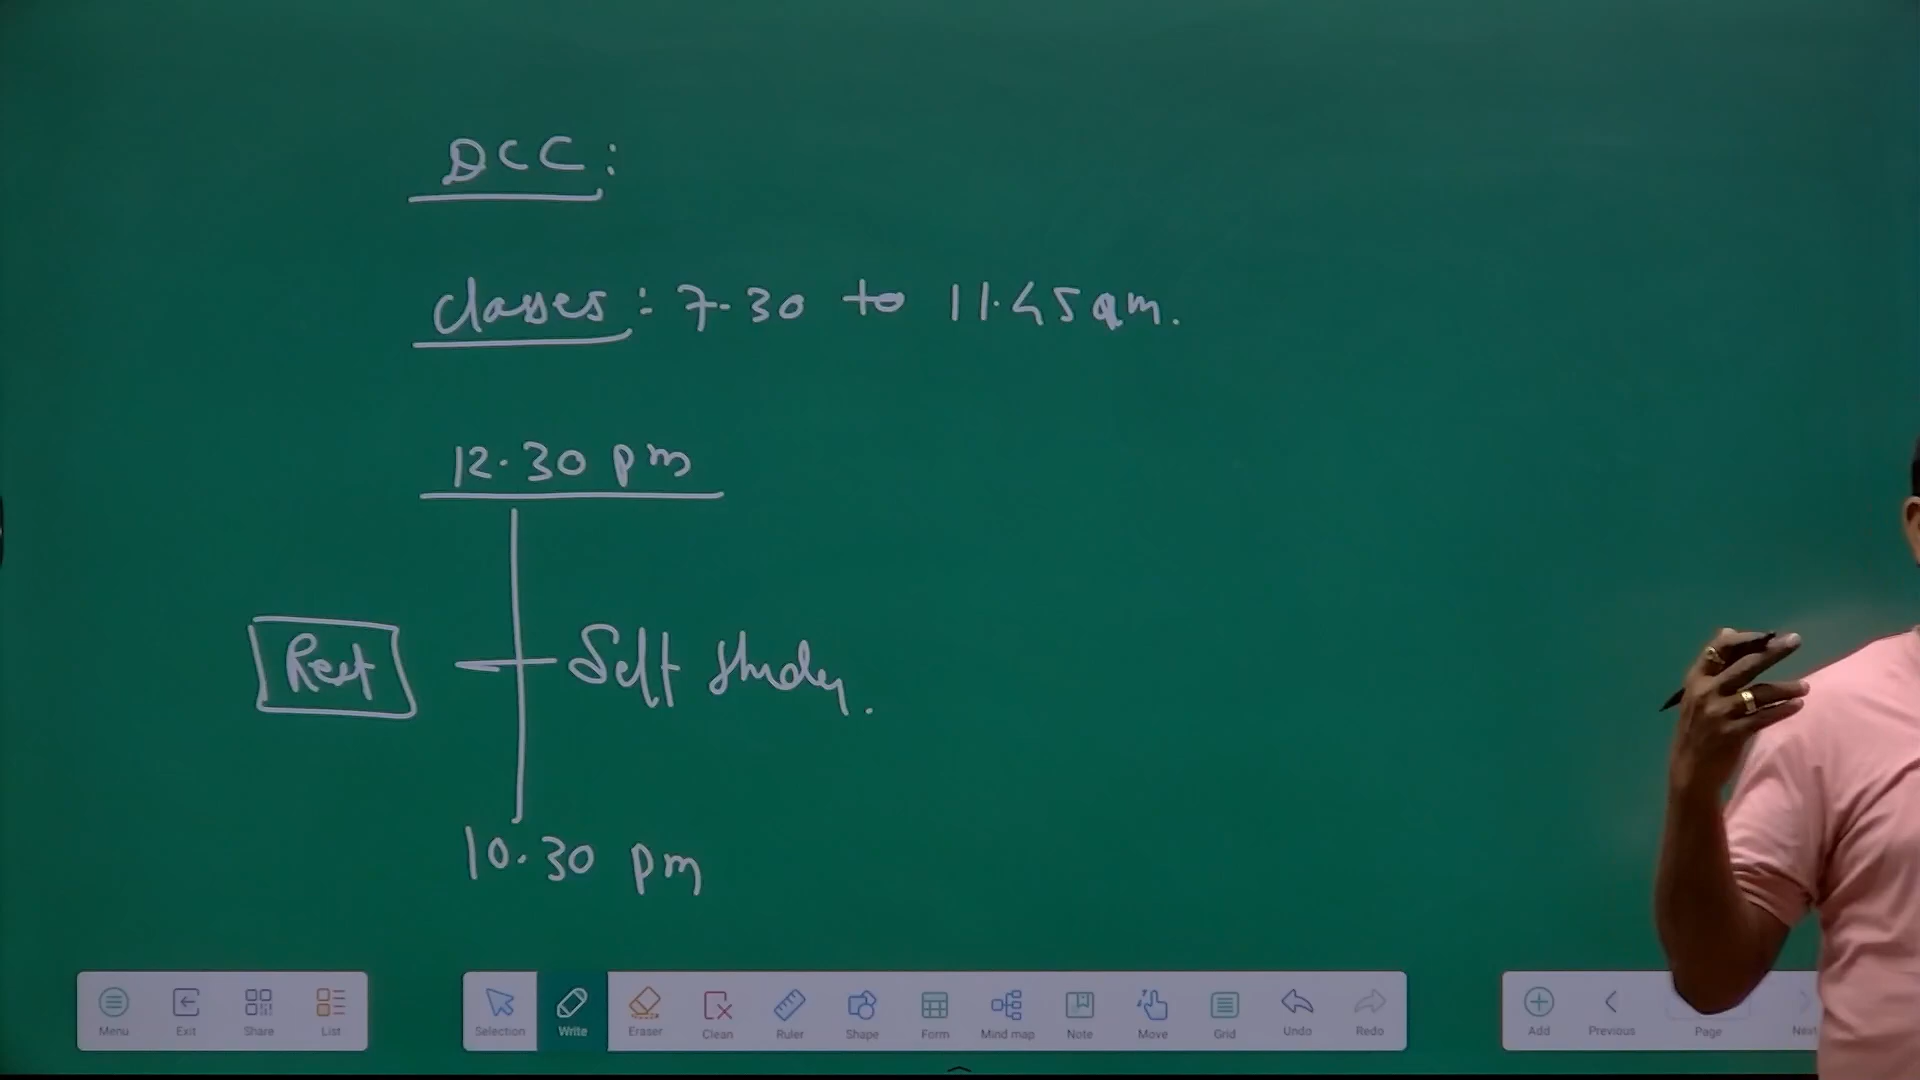 DCC:
Classes: 7.30 to 11.45 am.
12.30 pm
Rest
Self study.
10.30 pm
Menu Exit Share List
Selection Write Eraser Clean Ruler Shape Form Mind map Note Move Grid Undo Redo
Add Previous Page Next